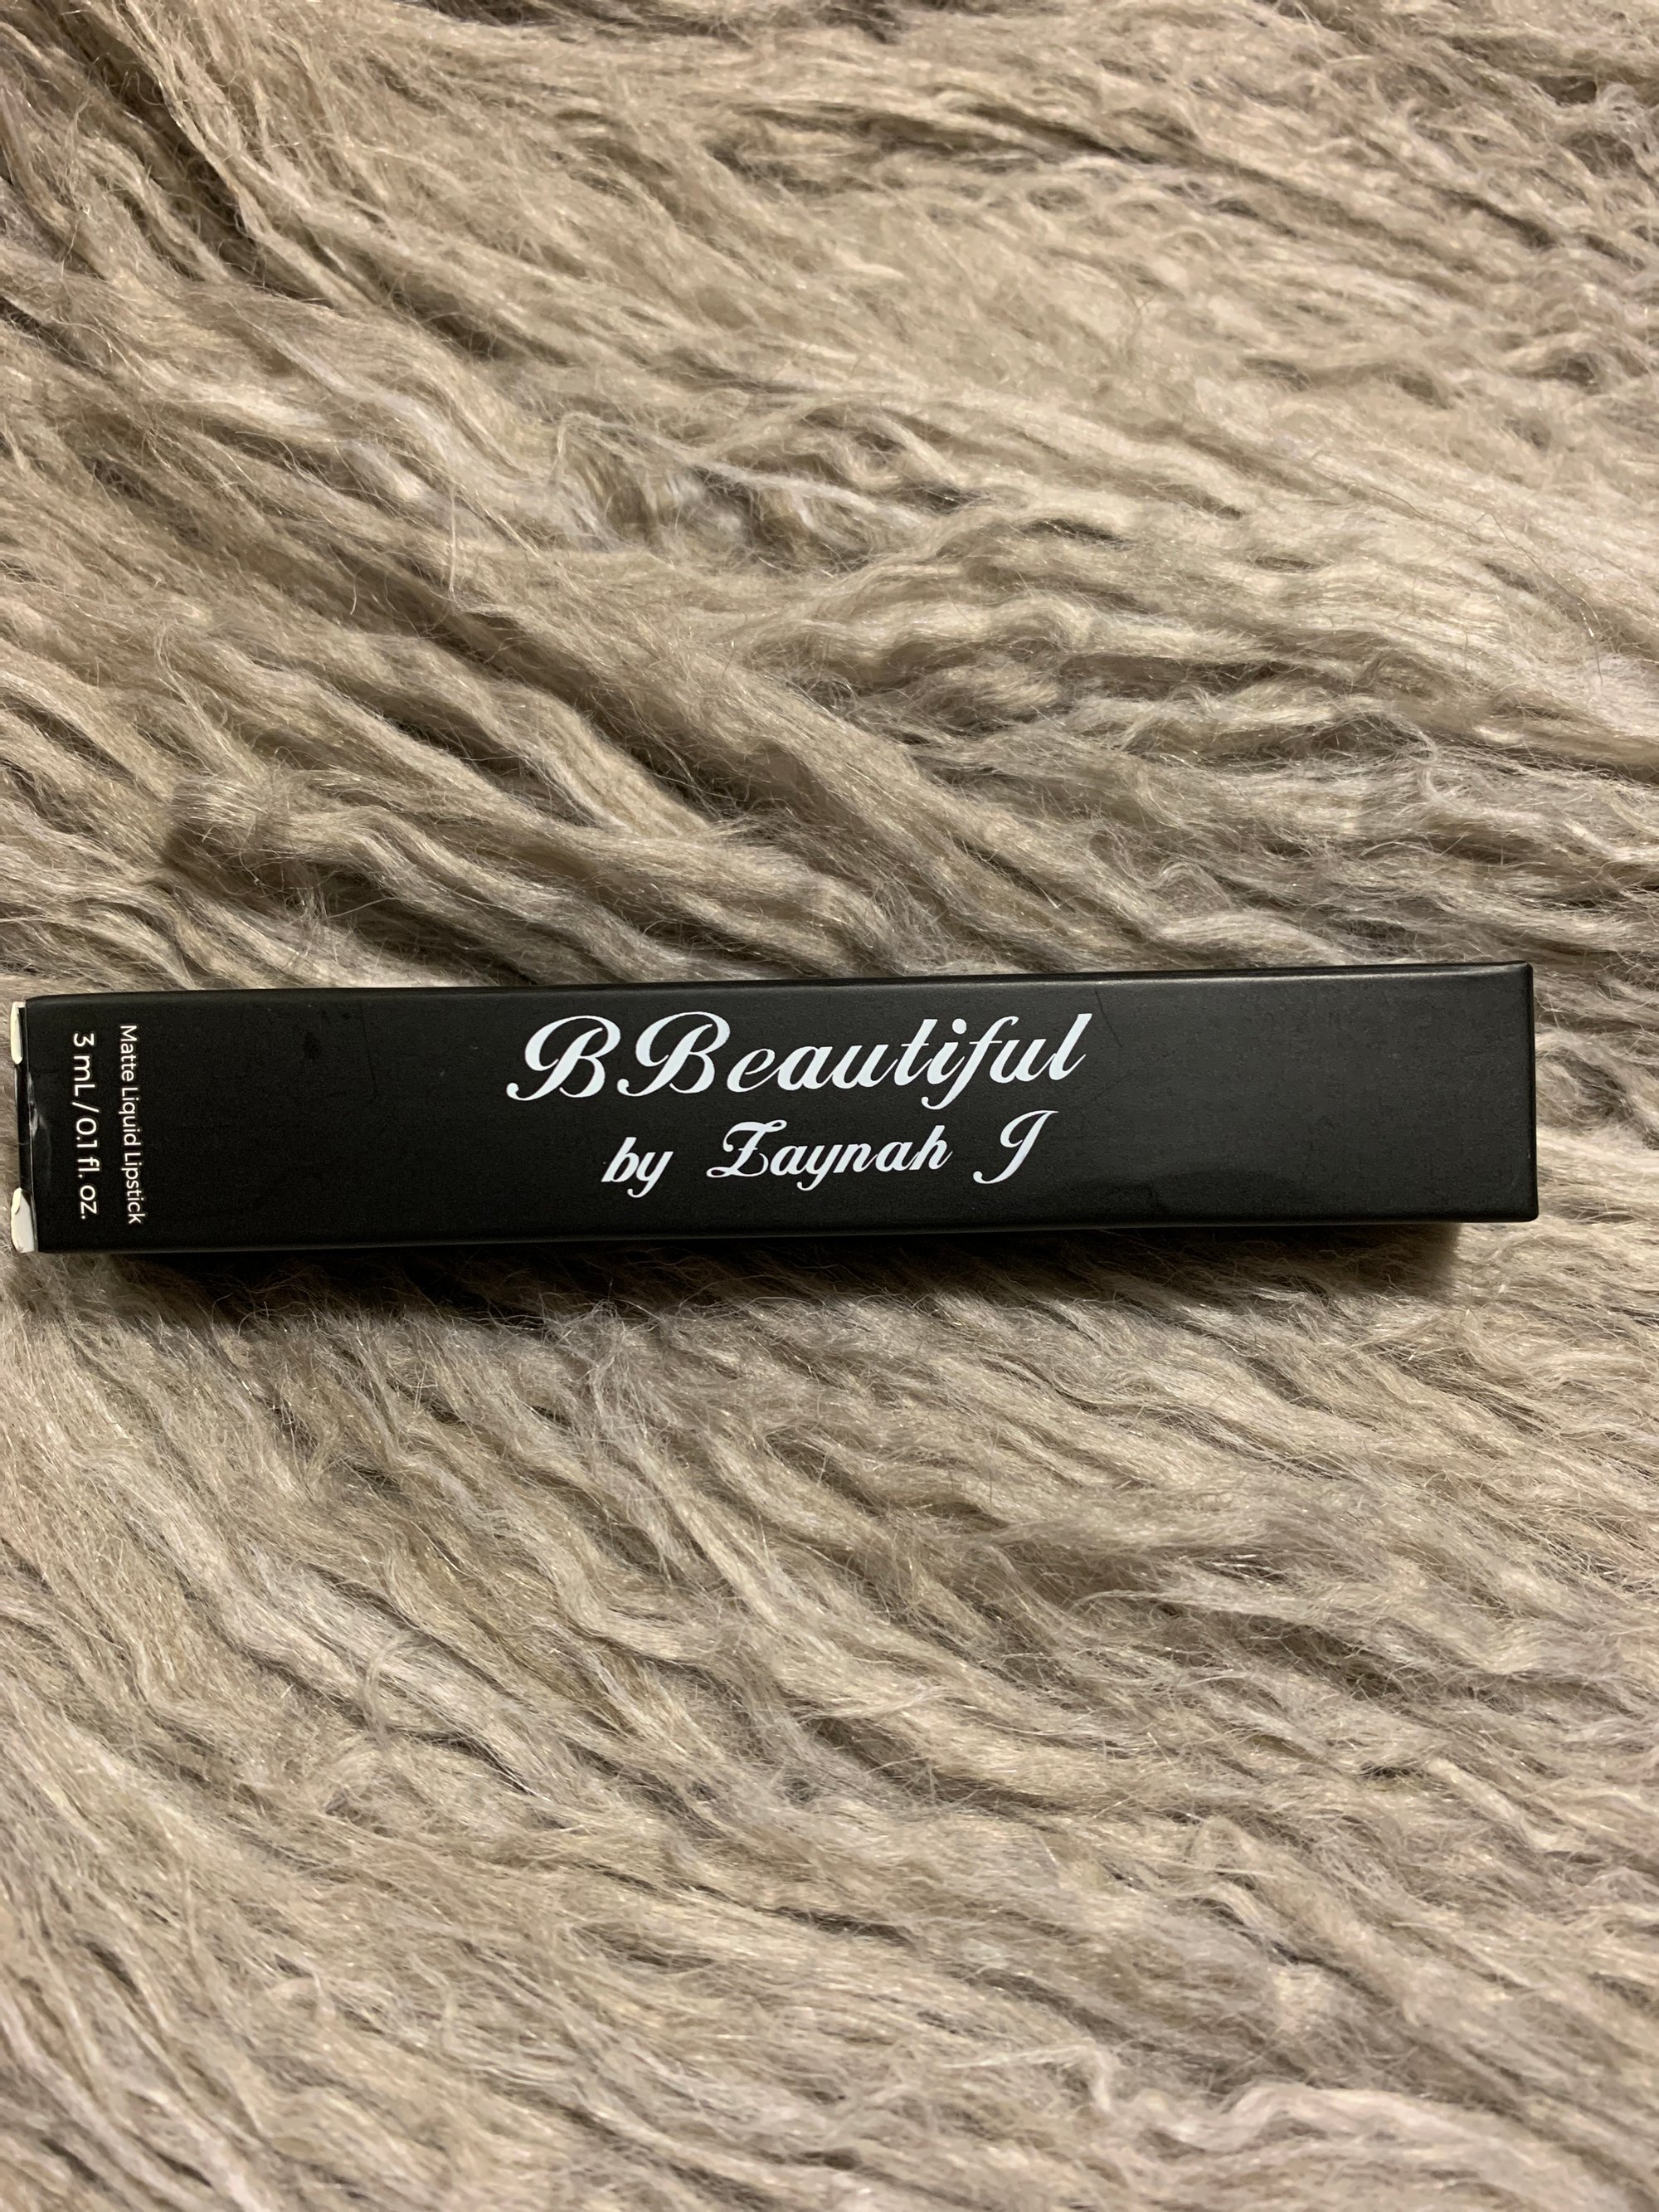 BBeautiful
by Zaynah J
Matte Liquid Lipstick
3 mL / 0.1 fl. oz.